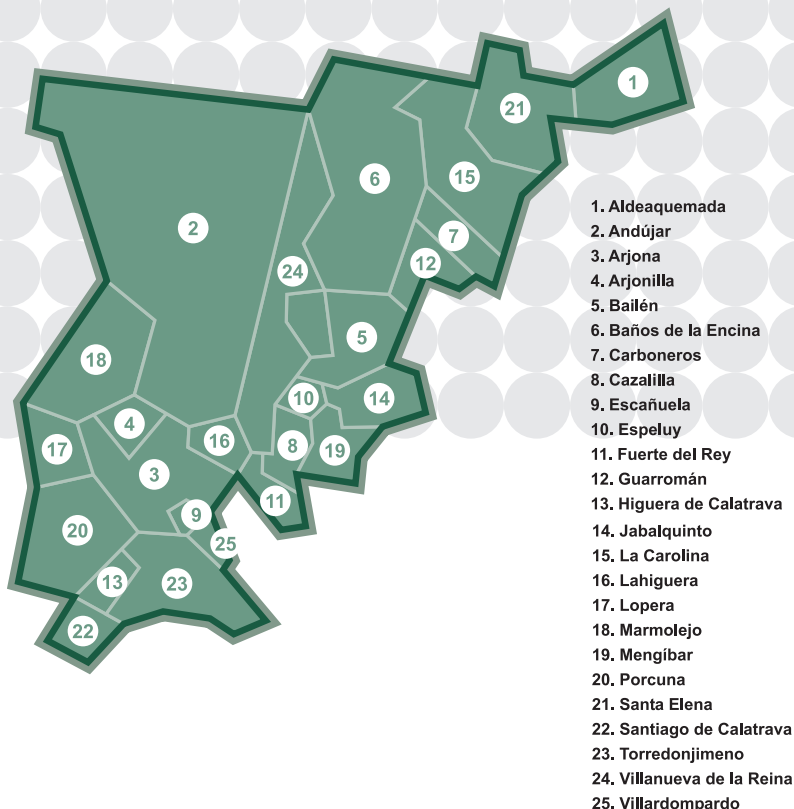 1
21
6
15
2
7
12
24
5
18
10
14
4
16
17
8
19
3
11
9
20
25
13
23
22
1. Aldeaquemada
2. Andújar
3. Arjona
4. Arjonilla
5. Bailén
6. Baños de la Encina
7. Carboneros
8. Cazalilla
9. Escañuela
10. Espeluy
11. Fuerte del Rey
12. Guarromán
13. Higuera de Calatrava
14. Jabalquinto
15. La Carolina
16. Lahiguera
17. Lopera
18. Marmolejo
19. Mengíbar
20. Porcuna
21. Santa Elena
22. Santiago de Calatrava
23. Torredonjimeno
24. Villanueva de la Reina
25. Villardompardo